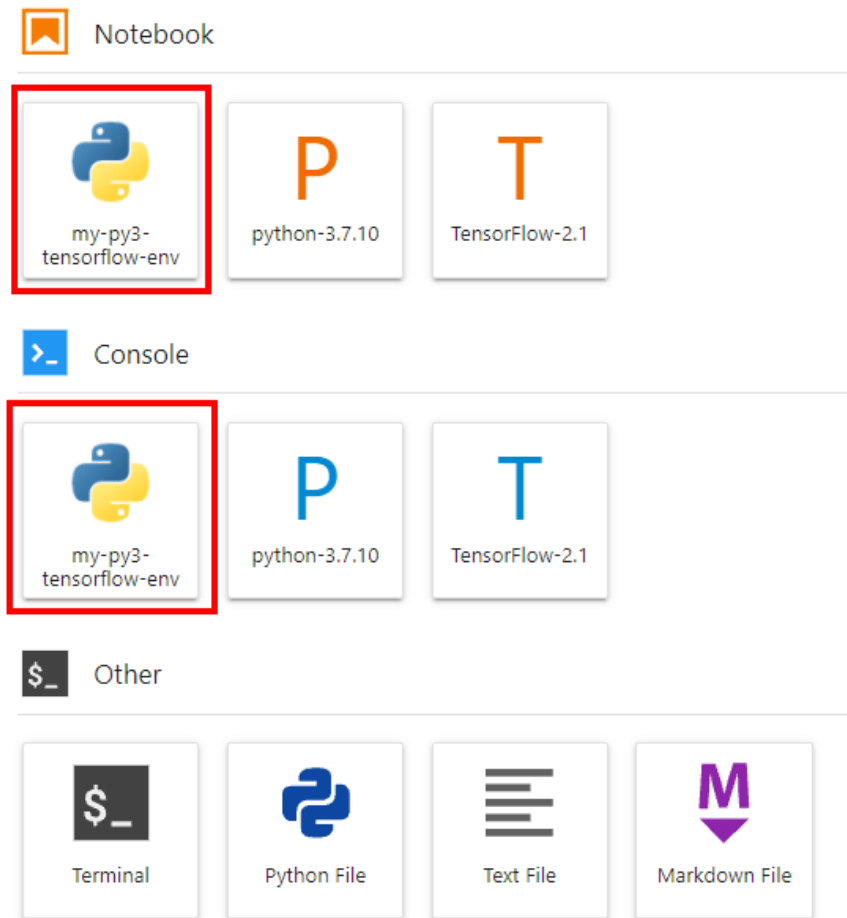 Notebook
my-py3-
tensorflow-env
P
python-3.7.10
T
TensorFlow-2.1
>_
Console
my-py3-
tensorflow-env
P
python-3.7.10
T
TensorFlow-2.1
$_
Other
$_
Terminal
Python File
Text File
M
Markdown File